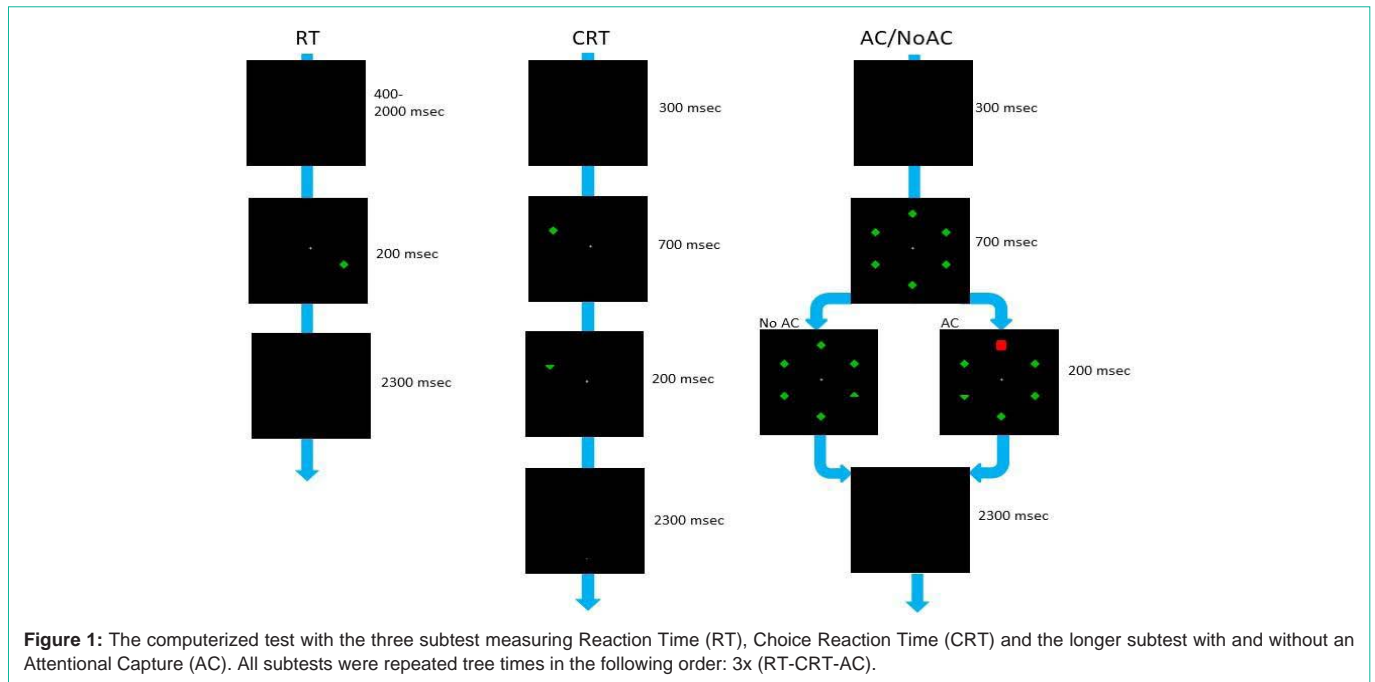 RT
CRT
AC/NoAC
400-
2000 msec
300 msec
300 msec
200 msec
700 msec
700 msec
No AC
AC
2300 msec
200 msec
200 msec
2300 msec
2300 msec
Figure 1: The computerized test with the three subtest measuring Reaction Time (RT), Choice Reaction Time (CRT) and the longer subtest with and without an
Attentional Capture (AC). All subtests were repeated tree times in the following order: 3x (RT-CRT-AC).